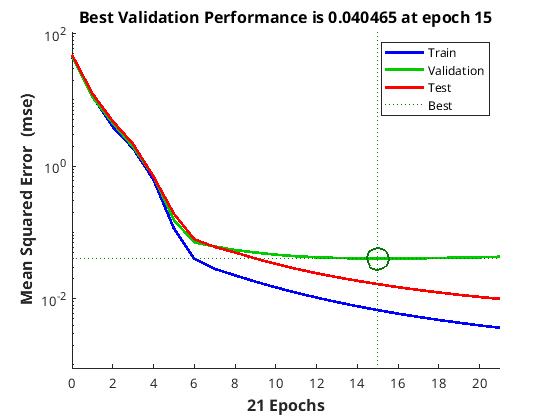 Best Validation Performance is 0.040465 at epoch 15
Mean Squared Error (mse)
10^2
10^0
10^-2
Train
Validation
Test
Best
0 2 4 6 8 10 12 14 16 18 20
21 Epochs